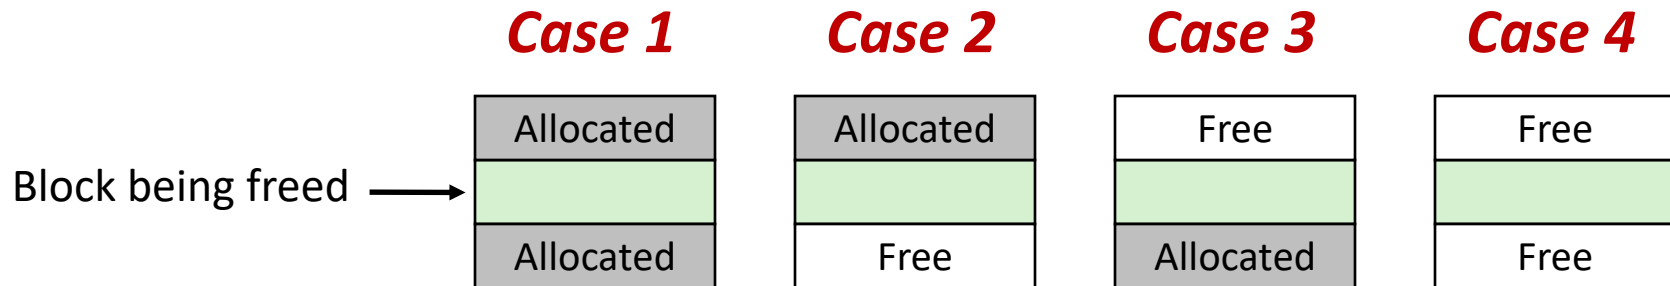 Case 1 Case 2 Case 3 Case 4
Allocated Allocated Free Free
Block being freed
Allocated Free Allocated Free